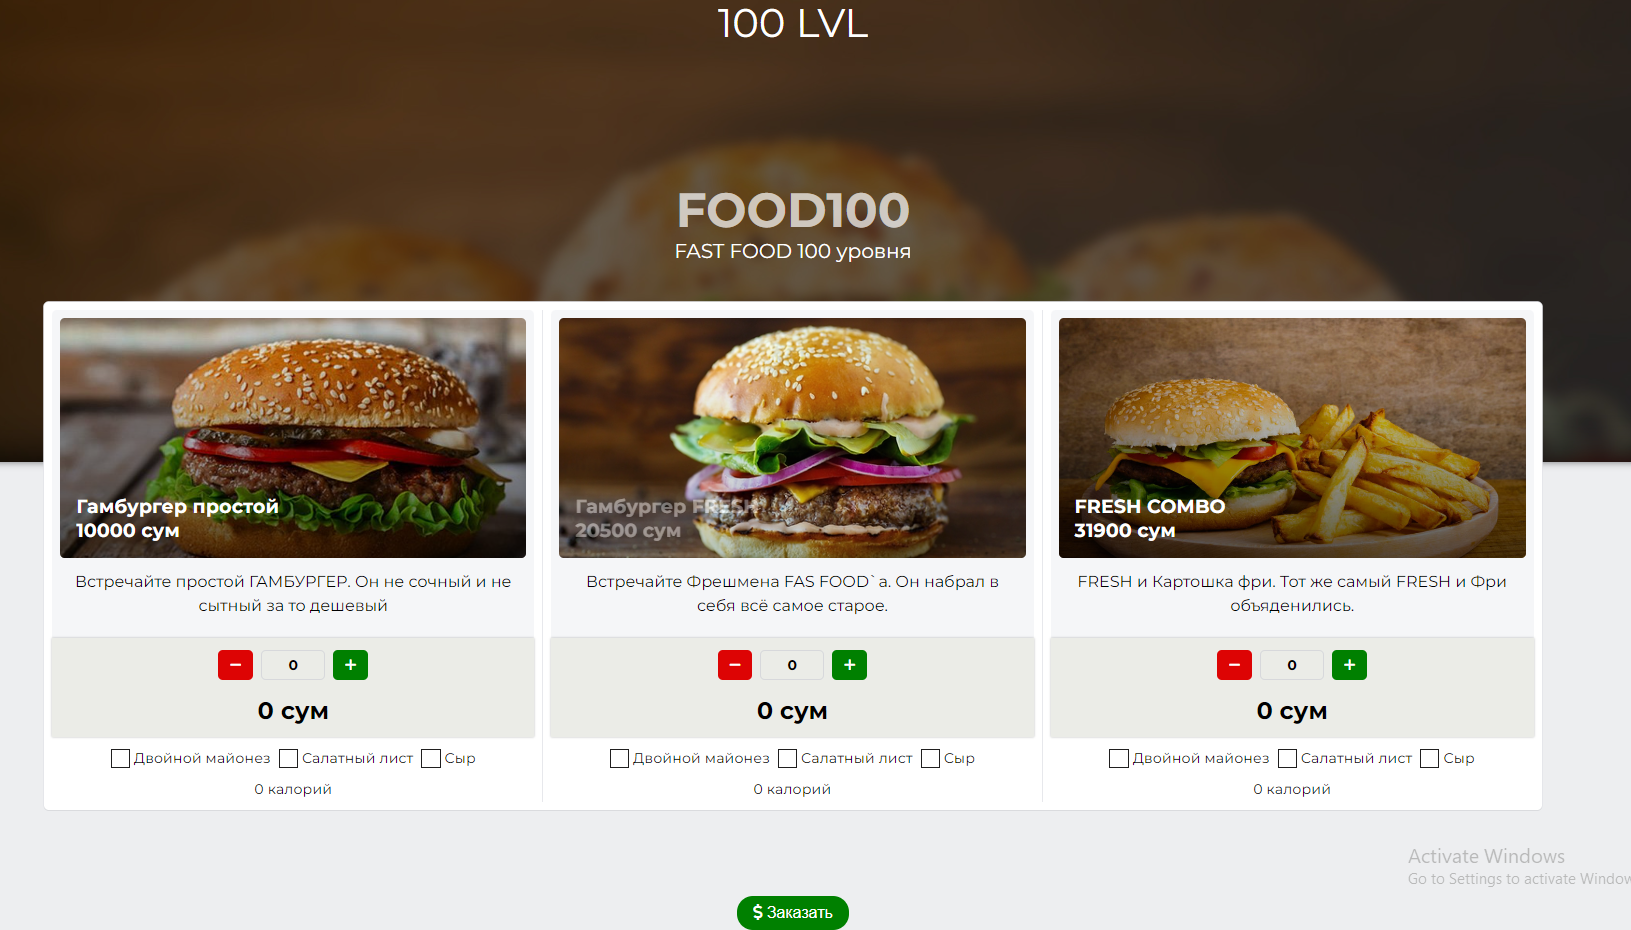 100 LVL
FOOD100
FAST FOOD 100 уровня
Гамбургер простой
10000 сум
Встречайте простой ГАМБУРГЕР. Он не сочный и не
сытный за то дешевый
− 0 +
0 сум
Двойной майонез Салатный лист Сыр
0 калорий
Гамбургер FRESH
20500 сум
Встречайте Фрешмена FAS FOOD`а. Он набрал в
себя всё самое старое.
− 0 +
0 сум
Двойной майонез Салатный лист Сыр
0 калорий
FRESH COMBO
31900 сум
FRESH и Картошка фри. Тот же самый FRESH и Фри
объяденились.
− 0 +
0 сум
Двойной майонез Салатный лист Сыр
0 калорий
Activate Windows
Go to Settings to activate Window
$ Заказать